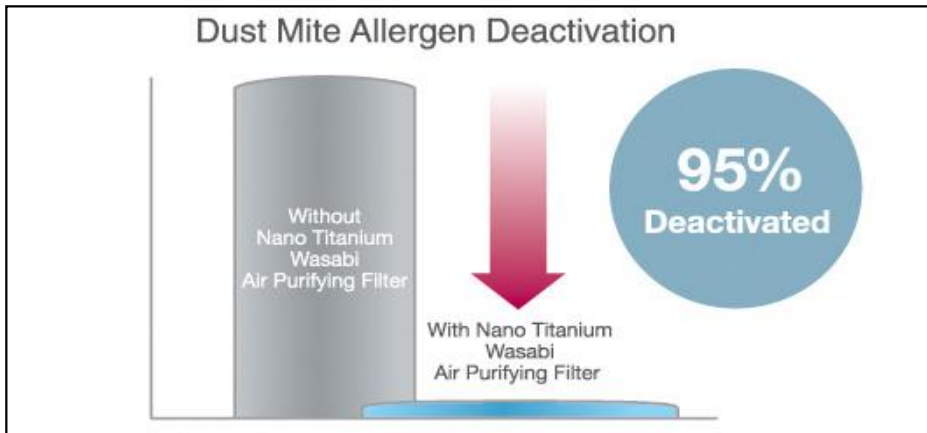 Dust Mite Allergen Deactivation
Without
Nano Titanium
Wasabi
Air Purifying Filter
95%
Deactivated
With Nano Titanium
Wasabi
Air Purifying Filter